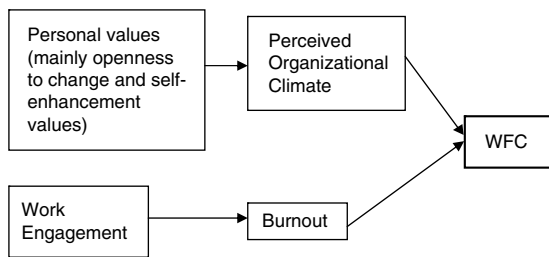 Personal values
(mainly openness
to change and self-
enhancement
values)
Perceived
Organizational
Climate
WFC
Work
Engagement
Burnout